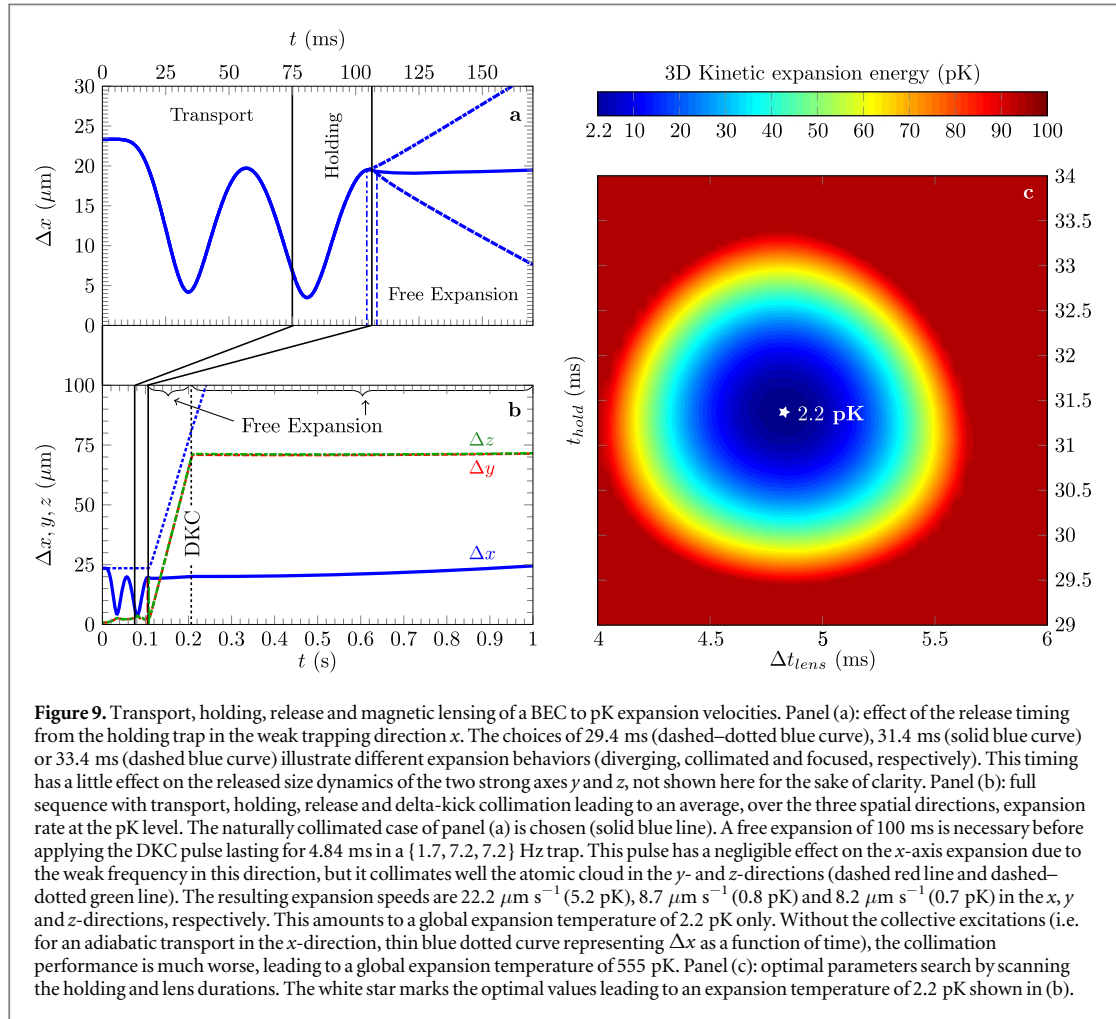 t (ms)
0 25 50 75 100 125 150
30
25
20
15
10
5
0
Δx (μm)
Transport
Holding
a
Free Expansion
100
75
50
25
0
Δx, y, z (μm)
b
Free Expansion
Δz
Δy
DKC
Δx
0 0.1 0.2 0.3 0.4 0.5 0.6 0.7 0.8 0.9 1
t (s)
3D Kinetic expansion energy (pK)
2.2 10 20 30 40 50 60 70 80 90 100
c
34
33.5
33
32.5
32
31.5
31
30.5
30
29.5
29
t_hold (ms)
2.2 pK
4 4.5 5 5.5 6
Δt_lens (ms)
Figure 9. Transport, holding, release and magnetic lensing of a BEC to pK expansion velocities. Panel (a): effect of the release timing
from the holding trap in the weak trapping direction x. The choices of 29.4 ms (dashed–dotted blue curve), 31.4 ms (solid blue curve)
or 33.4 ms (dashed blue curve) illustrate different expansion behaviors (diverging, collimated and focused, respectively). This timing
has a little effect on the released size dynamics of the two strong axes y and z, not shown here for the sake of clarity. Panel (b): full
sequence with transport, holding, release and delta-kick collimation leading to an average, over the three spatial directions, expansion
rate at the pK level. The naturally collimated case of panel (a) is chosen (solid blue line). A free expansion of 100 ms is necessary before
applying the DKC pulse lasting for 4.84 ms in a {1.7, 7.2, 7.2} Hz trap. This pulse has a negligible effect on the x-axis expansion due to
the weak frequency in this direction, but it collimates well the atomic cloud in the y- and z-directions (dashed red line and dashed–
dotted green line). The resulting expansion speeds are 22.2 μm s⁻¹ (5.2 pK), 8.7 μm s⁻¹ (0.8 pK) and 8.2 μm s⁻¹ (0.7 pK) in the x, y
and z-directions, respectively. This amounts to a global expansion temperature of 2.2 pK only. Without the collective excitations (i.e.
for an adiabatic transport in the x-direction, thin blue dotted curve representing Δx as a function of time), the collimation
performance is much worse, leading to a global expansion temperature of 555 pK. Panel (c): optimal parameters search by scanning
the holding and lens durations. The white star marks the optimal values leading to an expansion temperature of 2.2 pK shown in (b).